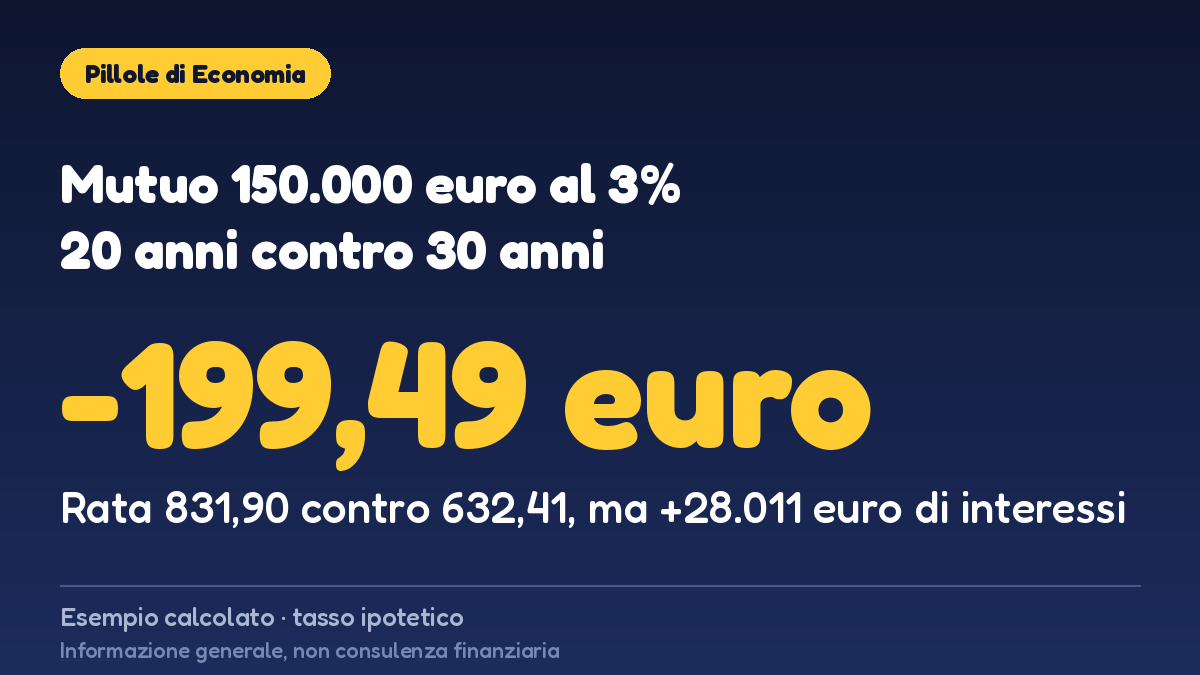 Pillole di Economia
Mutuo 150.000 euro al 3%
20 anni contro 30 anni
-199,49 euro
Rata 831,90 contro 632,41, ma +28.011 euro di interessi
Esempio calcolato · tasso ipotetico
Informazione generale, non consulenza finanziaria